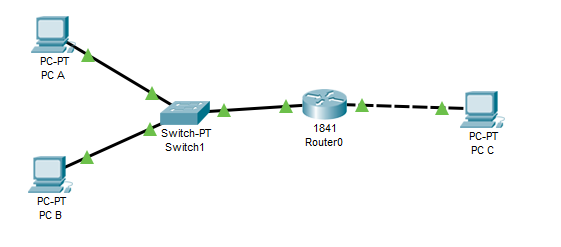 PC-PT
PC A
Switch-PT
Switch1
1841
Router0
PC-PT
PC C
PC-PT
PC B